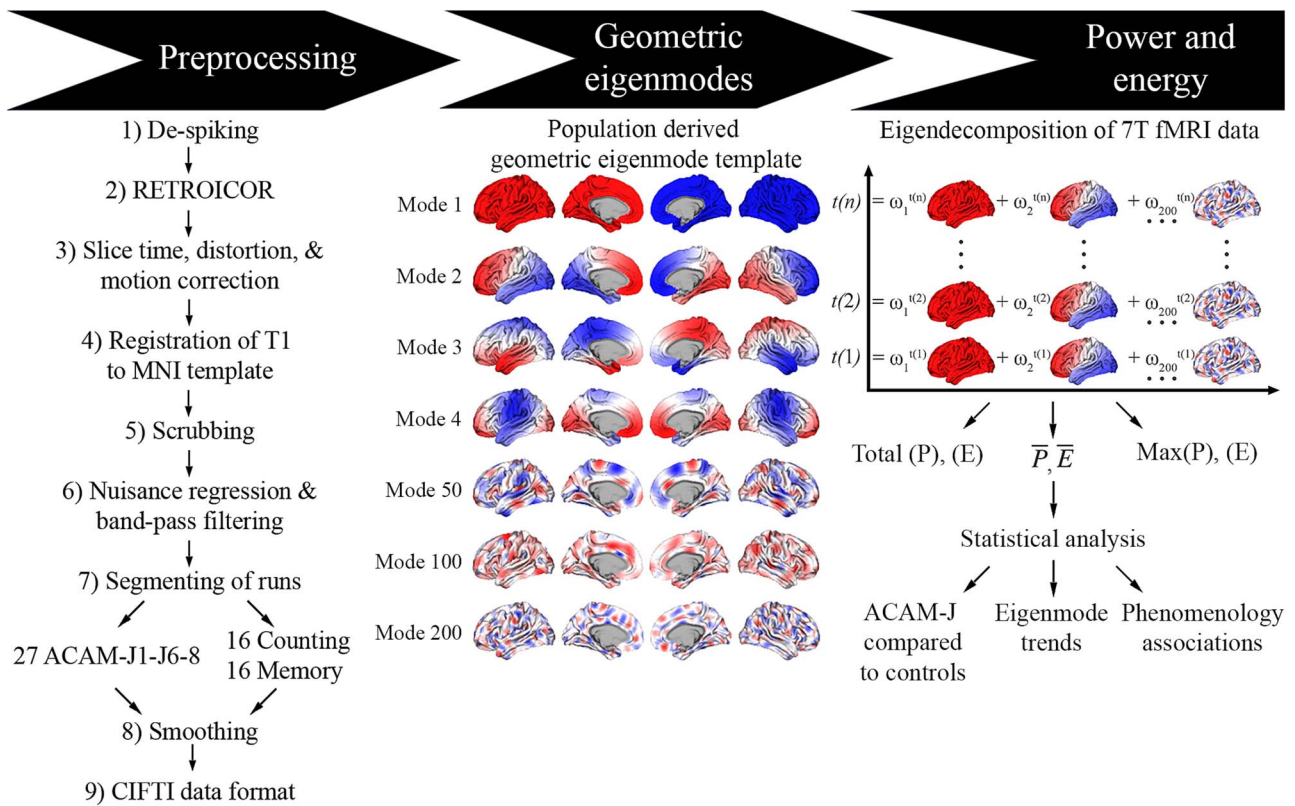 Preprocessing
1) De-spiking
2) RETROICOR
3) Slice time, distortion, &
motion correction
4) Registration of T1
to MNI template
5) Scrubbing
6) Nuisance regression &
band-pass filtering
7) Segmenting of runs
27 ACAM-J1-J6-8
16 Counting
16 Memory
8) Smoothing
9) CIFTI data format
Geometric
eigenmodes
Population derived
geometric eigenmode template
Mode 1
Mode 2
Mode 3
Mode 4
Mode 50
Mode 100
Mode 200
Power and
energy
Eigendecomposition of 7T fMRI data
t(n) = ω₁ᵗ⁽ⁿ⁾ + ω₂ᵗ⁽ⁿ⁾ + ω₂₀₀ᵗ⁽ⁿ⁾
t(2) = ω₁ᵗ⁽²⁾ + ω₂ᵗ⁽²⁾ + ω₂₀₀ᵗ⁽²⁾
t(1) = ω₁ᵗ⁽¹⁾ + ω₂ᵗ⁽¹⁾ + ω₂₀₀ᵗ⁽¹⁾
Total (P), (E)
P̅, E̅
Max(P), (E)
Statistical analysis
ACAM-J
compared
to controls
Eigenmode
trends
Phenomenology
associations